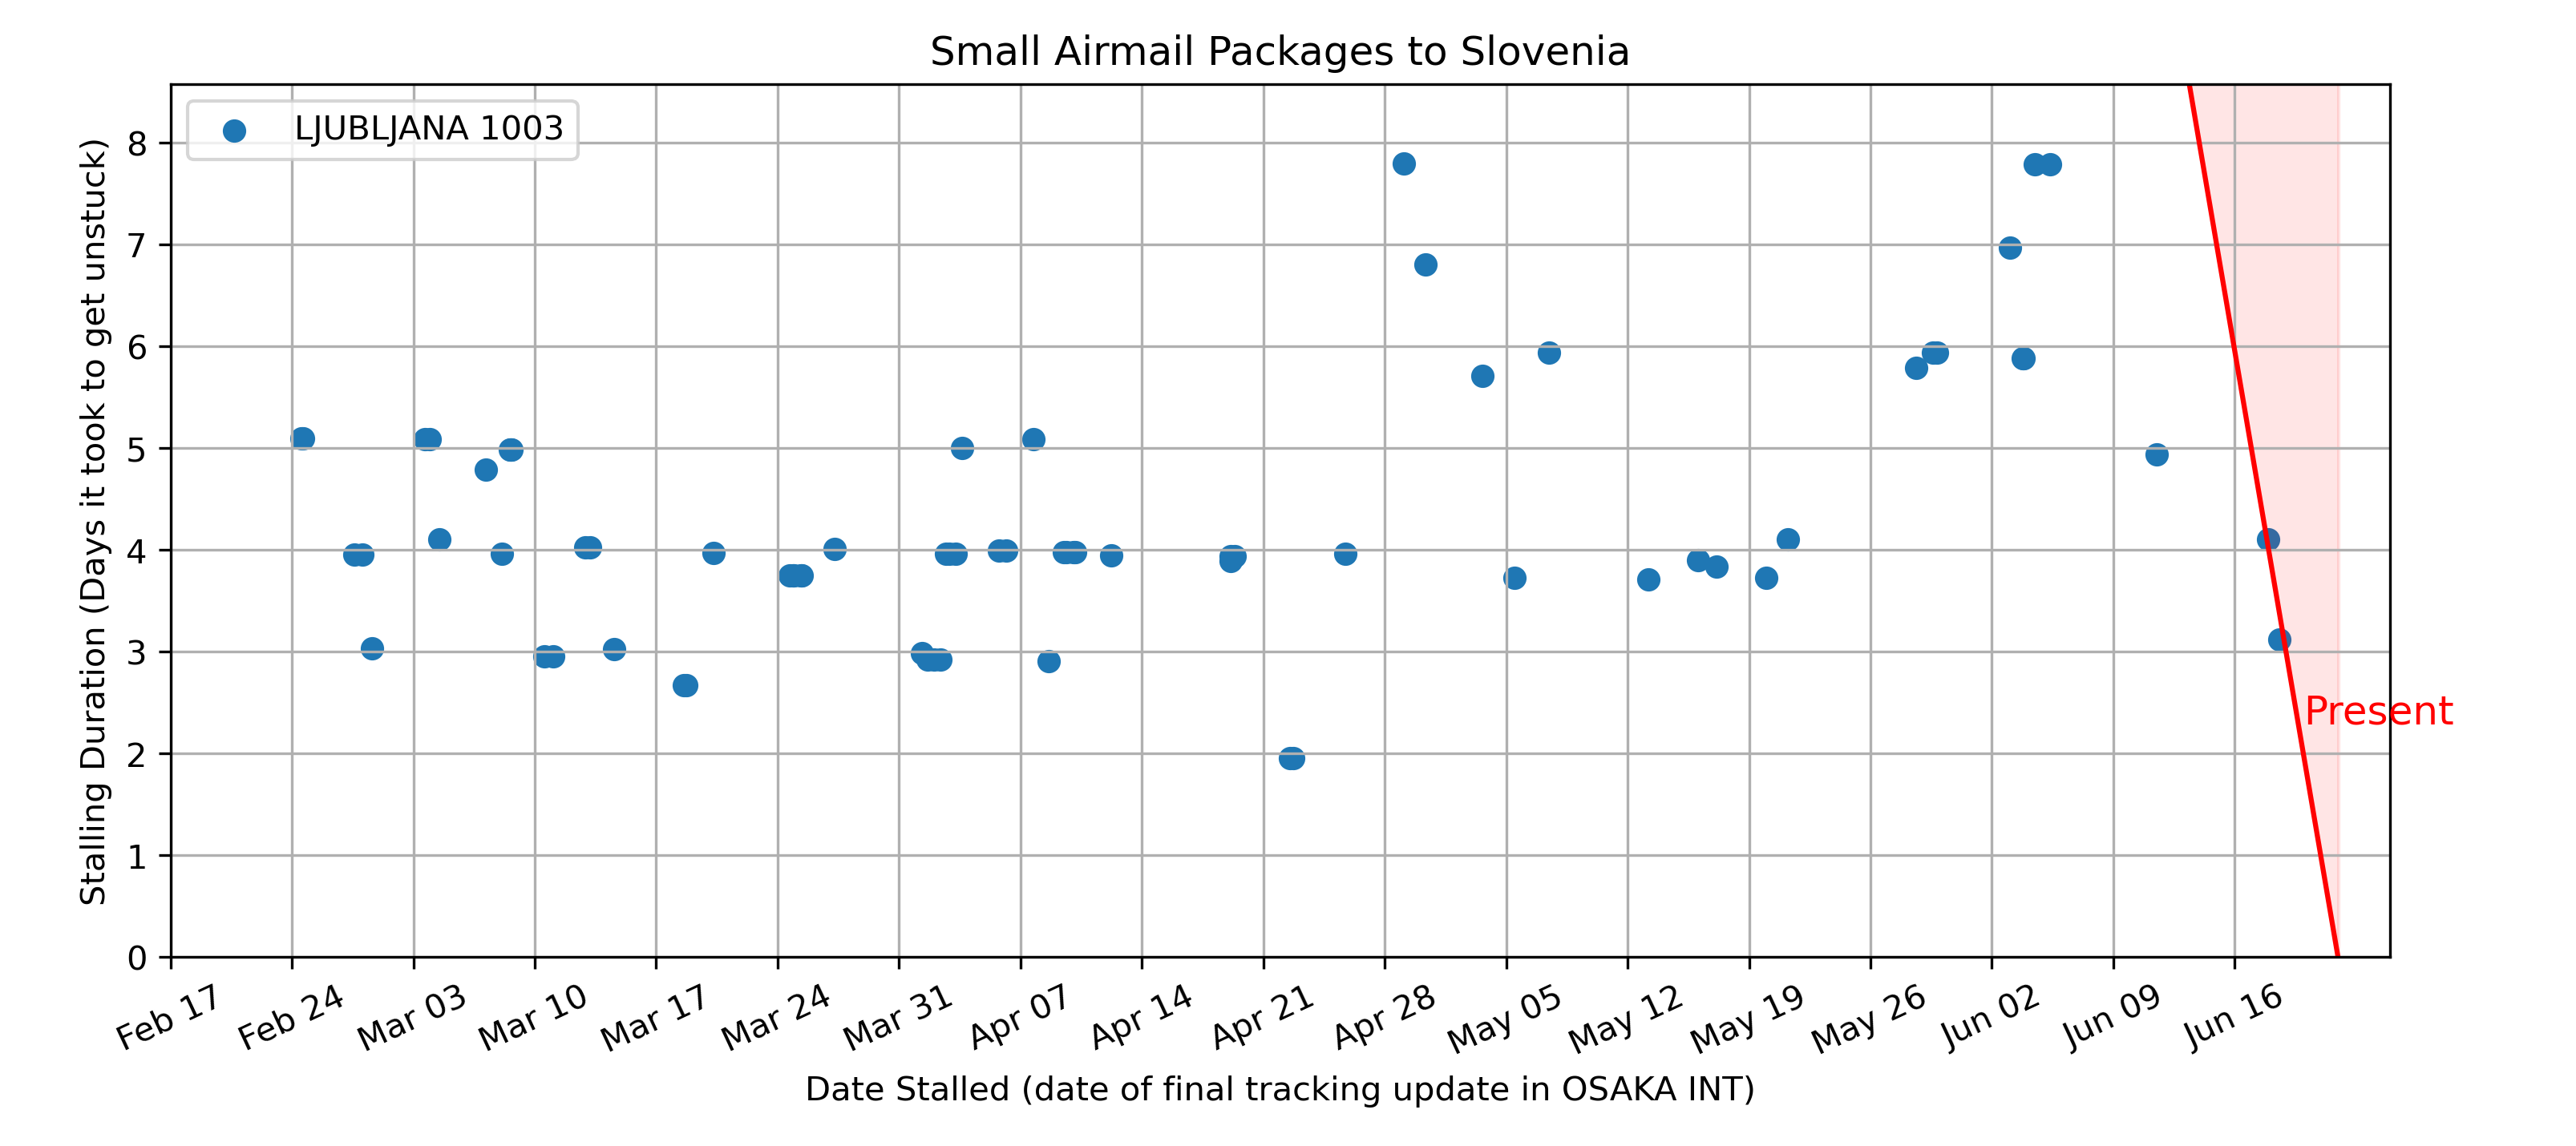 Small Airmail Packages to Slovenia
LJUBLJANA 1003
Stalling Duration (Days it took to get unstuck)
8
7
6
5
4
3
2
1
0
Present
Feb 17
Feb 24
Mar 03
Mar 10
Mar 17
Mar 24
Mar 31
Apr 07
Apr 14
Apr 21
Apr 28
May 05
May 12
May 19
May 26
Jun 02
Jun 09
Jun 16
Date Stalled (date of final tracking update in OSAKA INT)